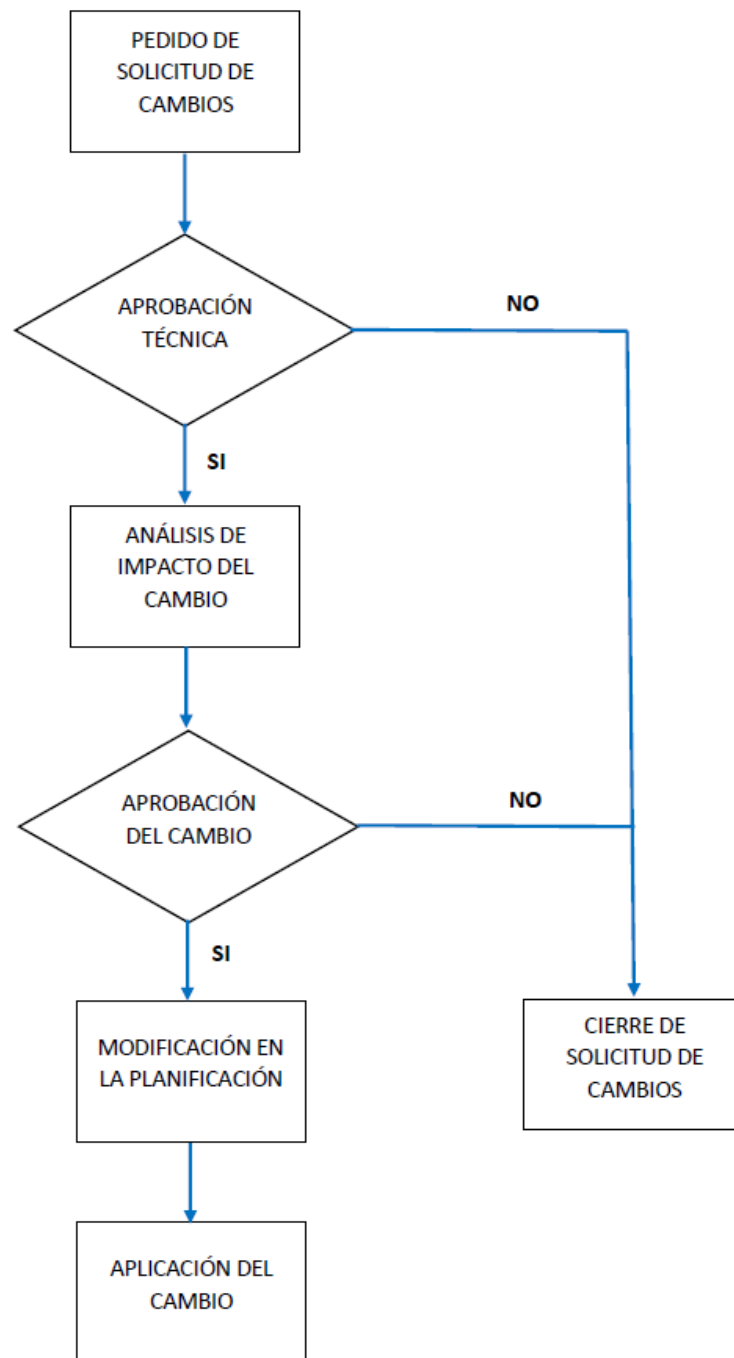 PEDIDO DE
SOLICITUD DE
CAMBIOS
APROBACIÓN
TÉCNICA
NO
SI
ANÁLISIS DE
IMPACTO DEL
CAMBIO
APROBACIÓN
DEL CAMBIO
NO
SI
MODIFICACIÓN EN
LA PLANIFICACIÓN
CIERRE DE
SOLICITUD DE
CAMBIOS
APLICACIÓN DEL
CAMBIO